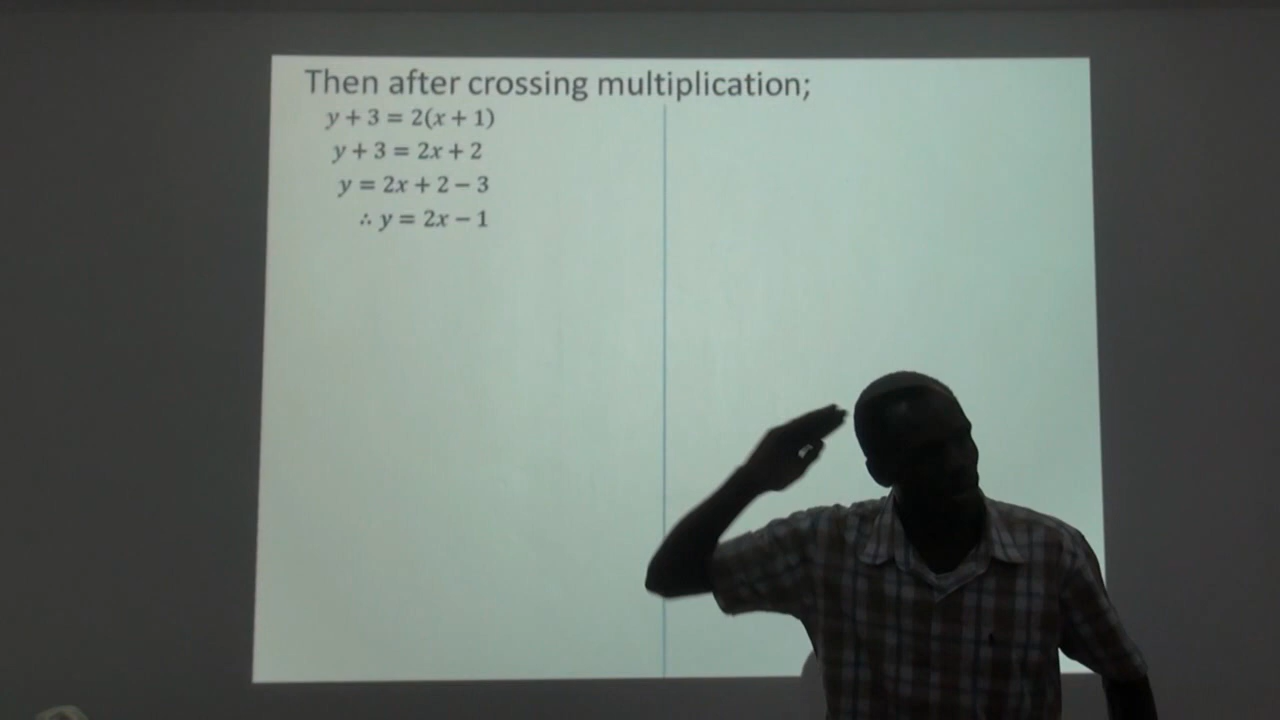 Then after crossing multiplication;
y + 3 = 2(x + 1)
y + 3 = 2x + 2
y = 2x + 2 − 3
∴ y = 2x − 1